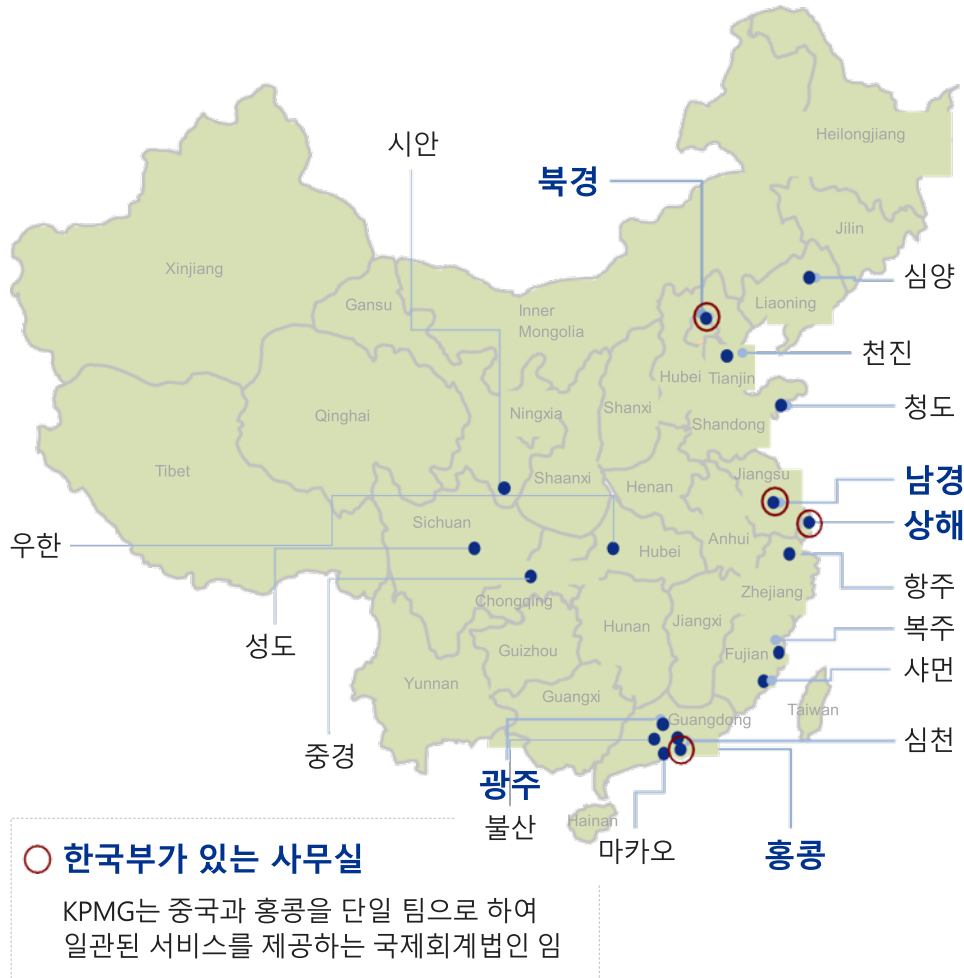 시안
Heilongjiang
북경
Jilin
Xinjiang
심양
Gansu
Inner
Mongolia
Liaoning
천진
Hubei
Tianjin
Qinghai
Ningxia
Shanxi
청도
Shandong
Tibet
Shaanxi
Henan
Jiangsu
남경
Sichuan
상해
우한
Hubei
Anhui
항주
Chongqing
Zhejiang
성도
Hunan
Jiangxi
복주
Guizhou
Fujian
샤먼
Yunnan
Guangxi
Guangdong
Taiwan
중경
심천
광주
불산
Hainan
마카오
홍콩
한국부가 있는 사무실
KPMG는 중국과 홍콩을 단일 팀으로 하여
일관된 서비스를 제공하는 국제회계법인 임